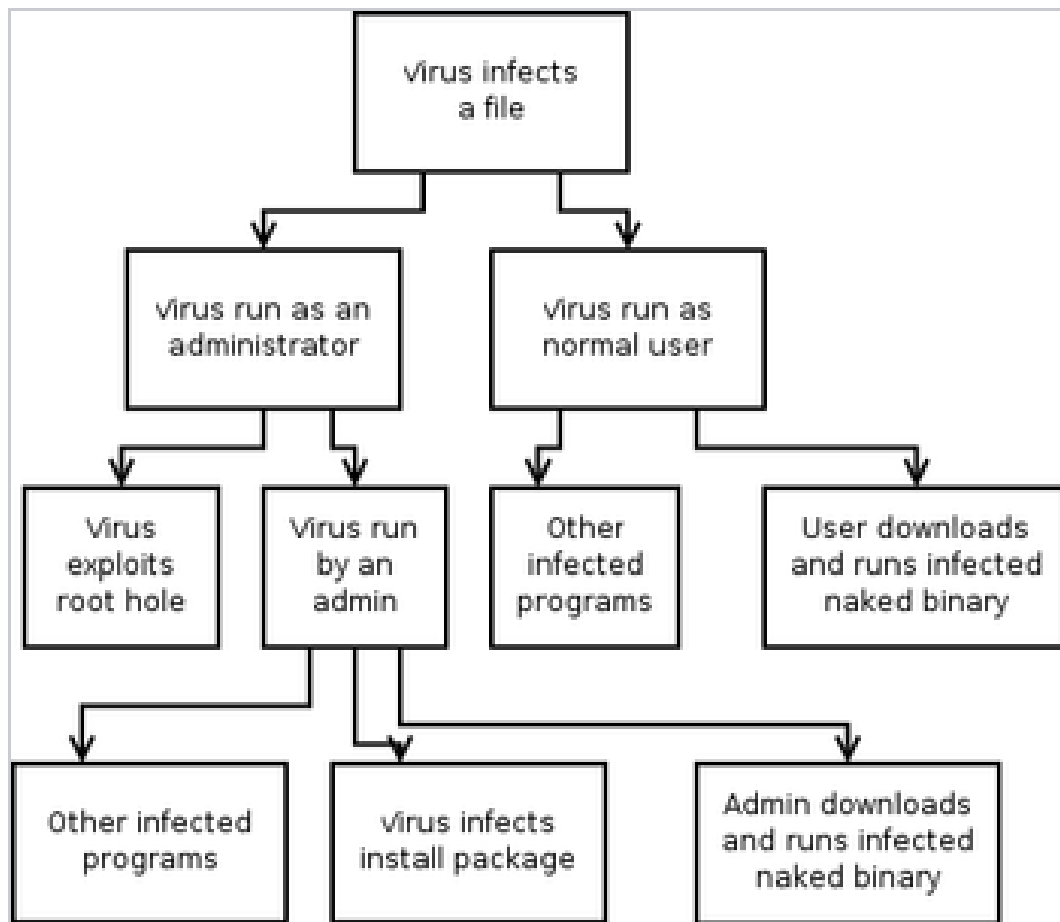 virus infects
a file
virus run as an
administrator
virus run as
normal user
Virus
exploits
root hole
Virus run
by an
admin
Other
infected
programs
User downloads
and runs infected
naked binary
Other infected
programs
virus infects
install package
Admin downloads
and runs infected
naked binary